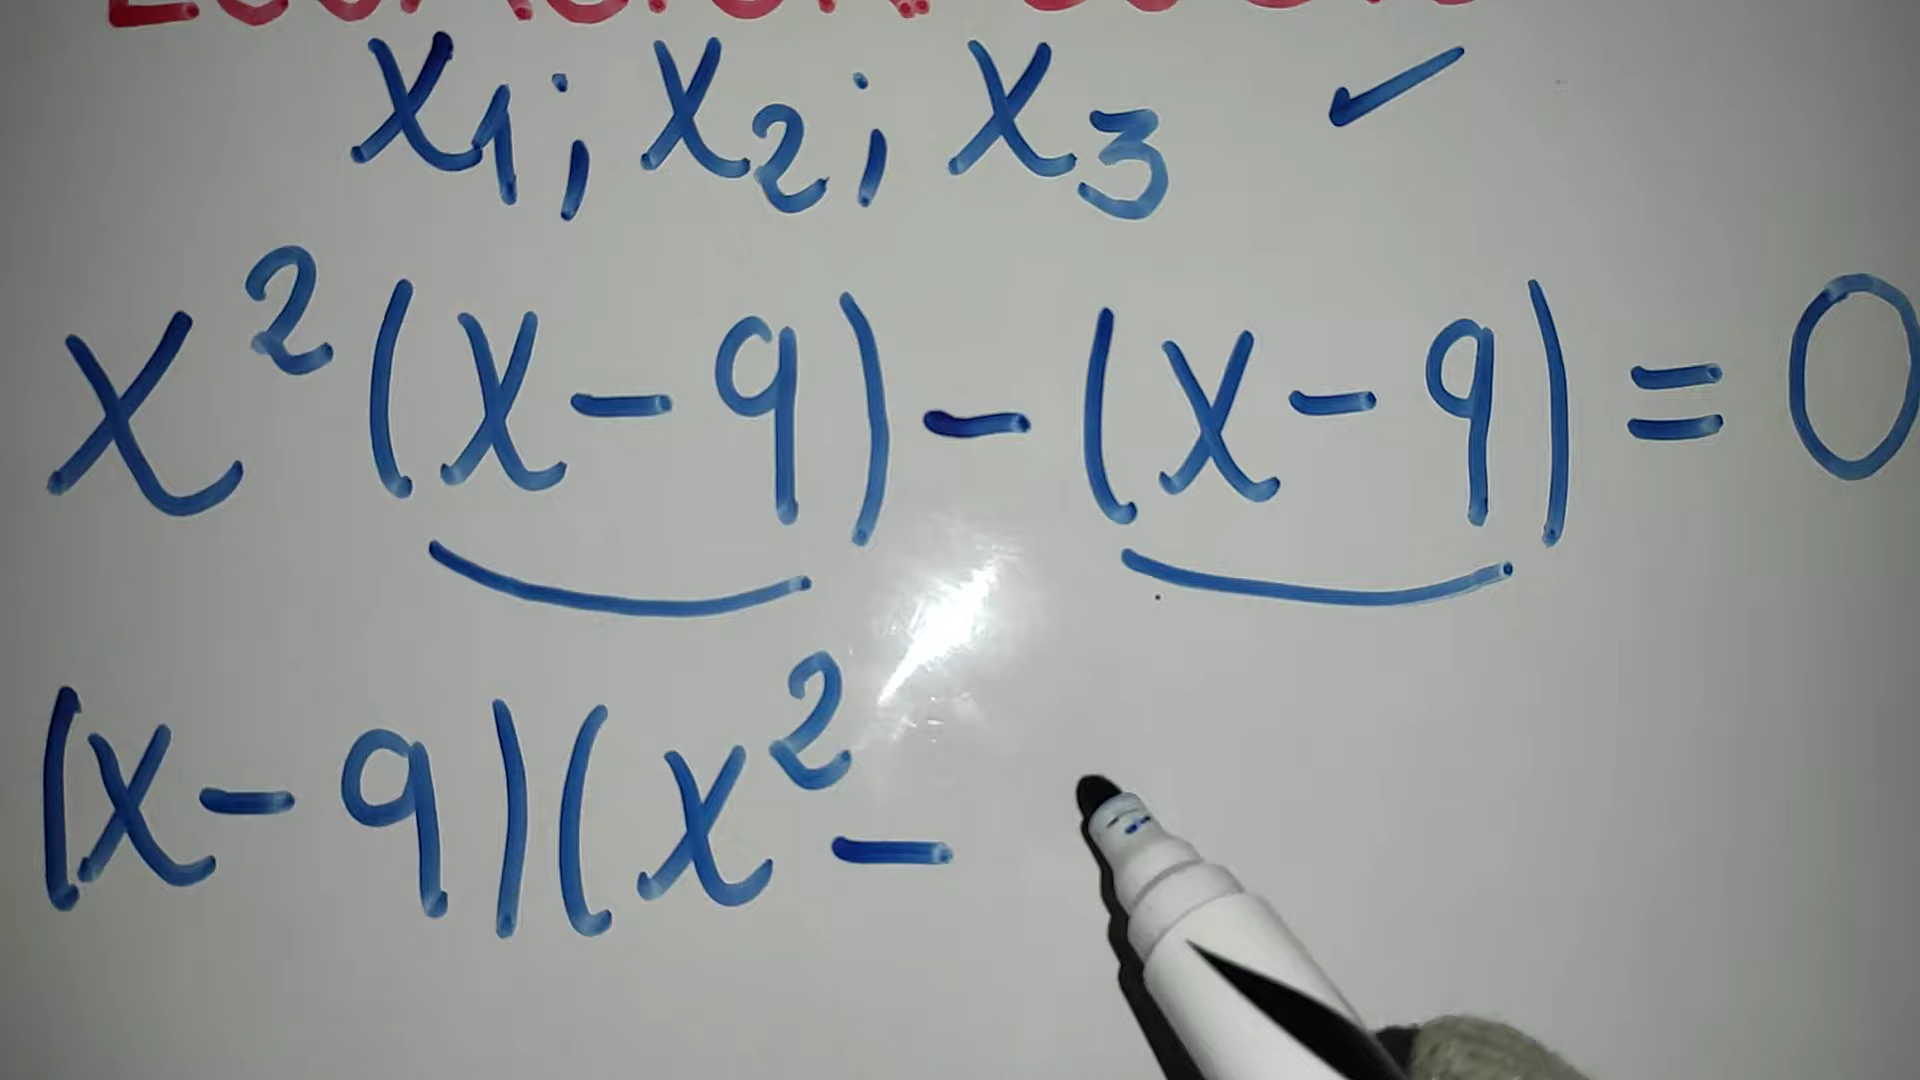 x₁; x₂; x₃ ✓
x²(x-9)-(x-9)=0
(x-9)(x²-